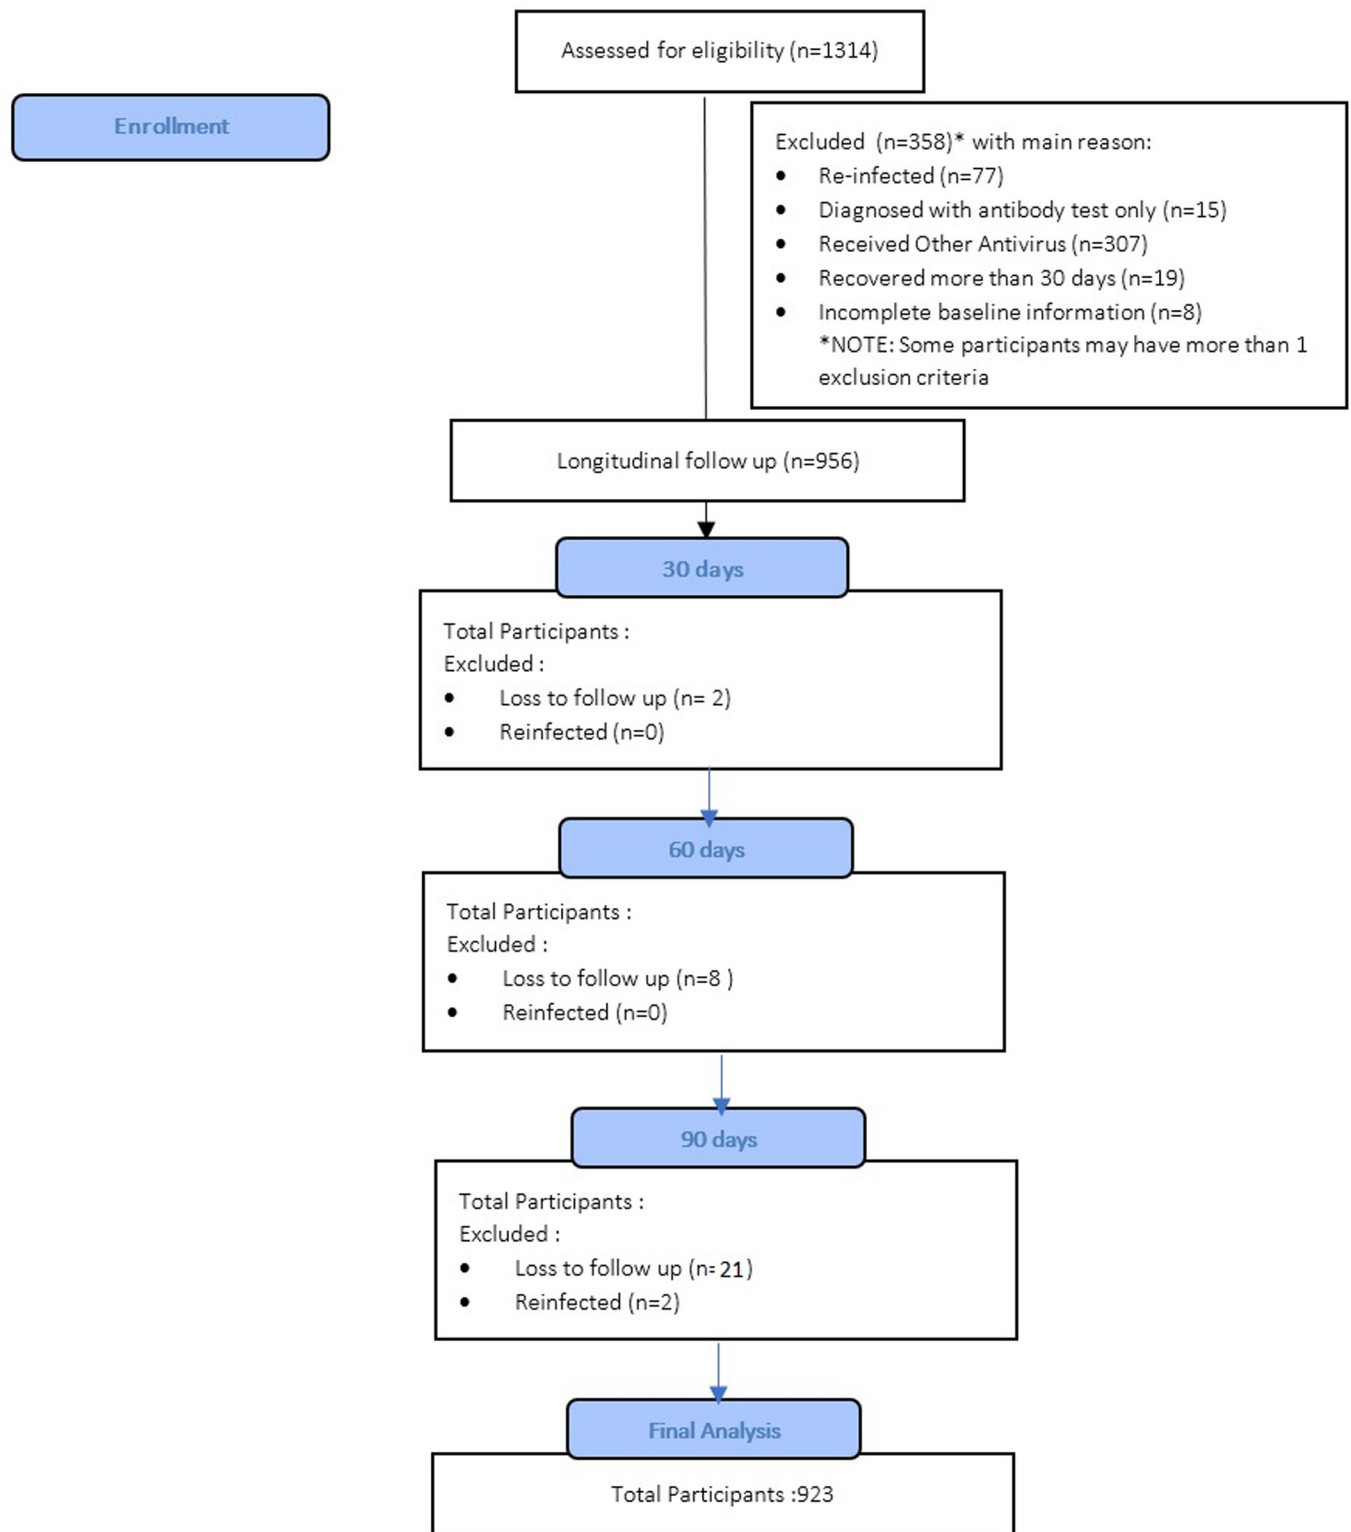 Assessed for eligibility (n=1314)
Enrollment
Excluded  (n=358)* with main reason:
• Re-infected (n=77)
• Diagnosed with antibody test only (n=15)
• Received Other Antivirus (n=307)
• Recovered more than 30 days (n=19)
• Incomplete baseline information (n=8)
*NOTE: Some participants may have more than 1
exclusion criteria
Longitudinal follow up (n=956)
30 days
Total Participants :
Excluded :
• Loss to follow up (n= 2)
• Reinfected (n=0)
60 days
Total Participants :
Excluded :
• Loss to follow up (n=8 )
• Reinfected (n=0)
90 days
Total Participants :
Excluded :
• Loss to follow up (n=21)
• Reinfected (n=2)
Final Analysis
Total Participants :923